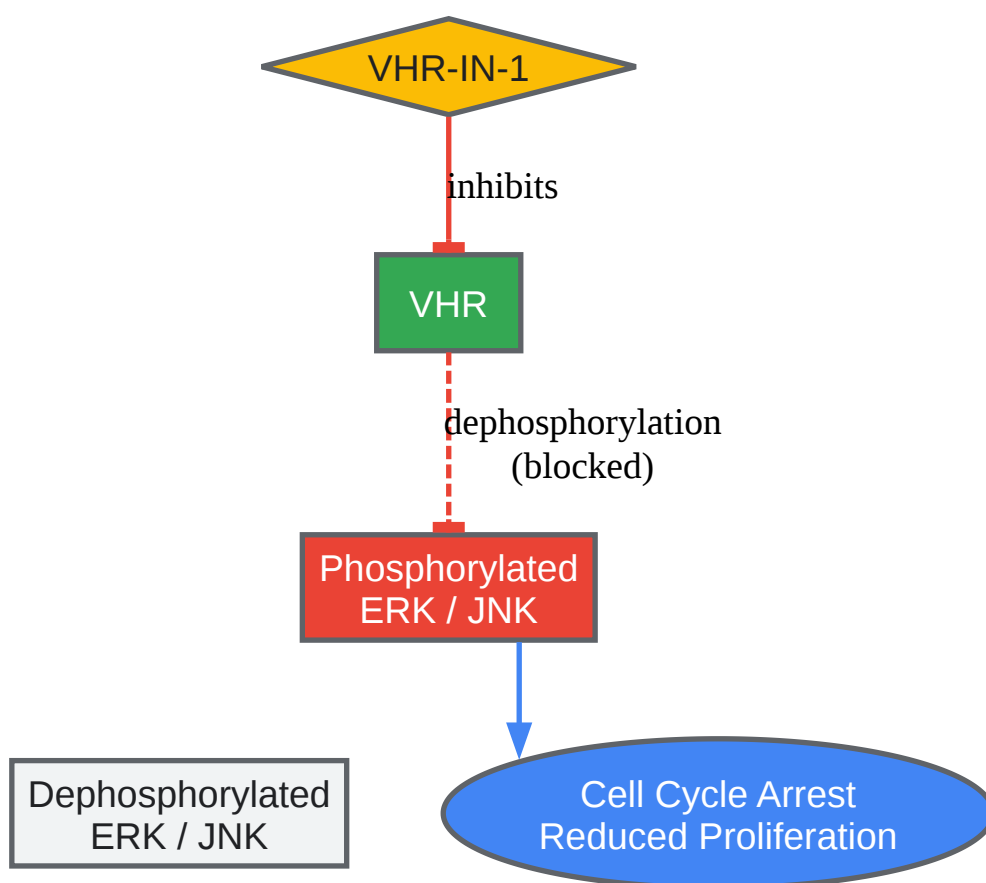 VHR-IN-1
inhibits
VHR
dephosphorylation
(blocked)
Phosphorylated
ERK / JNK
Dephosphorylated
ERK / JNK
Cell Cycle Arrest
Reduced Proliferation